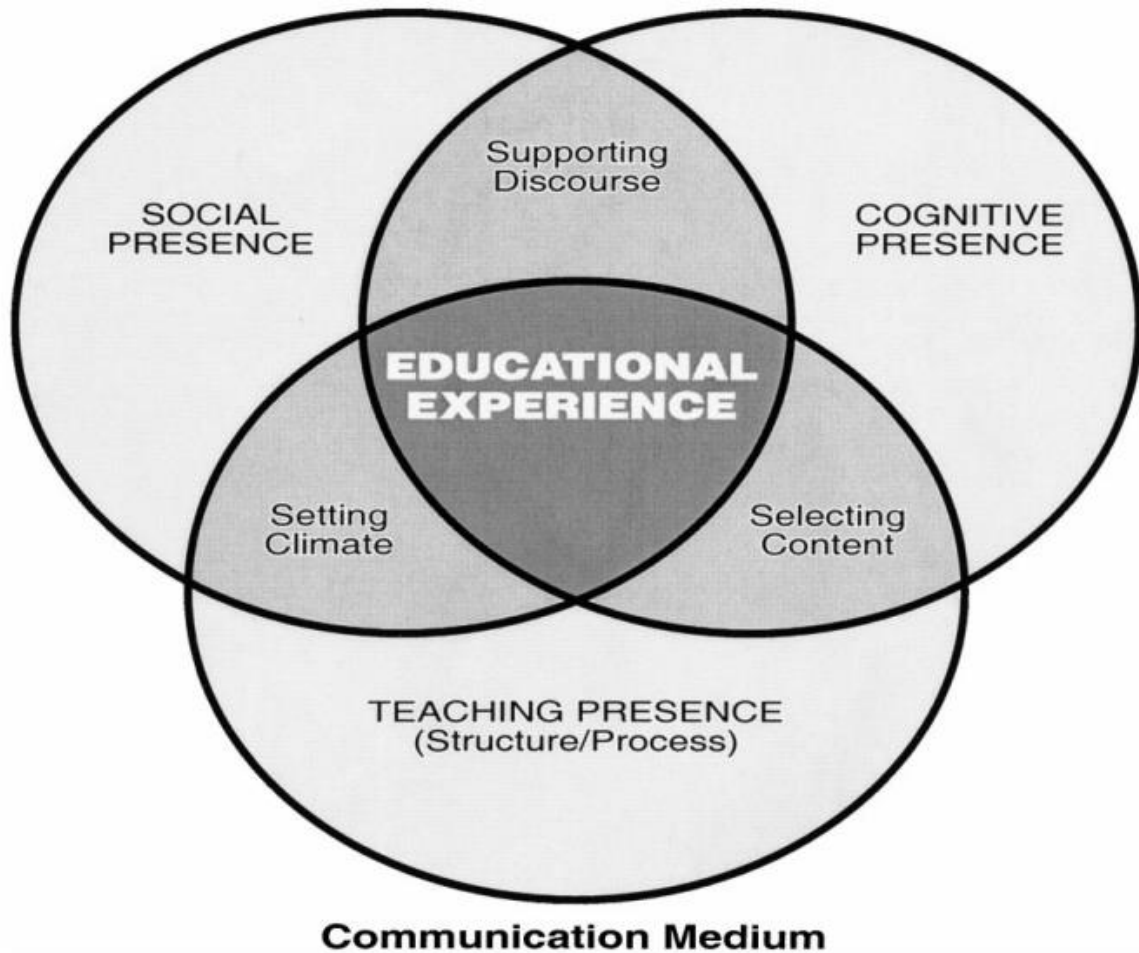 Supporting
Discourse
SOCIAL
PRESENCE
COGNITIVE
PRESENCE
EDUCATIONAL
EXPERIENCE
Setting
Climate
Selecting
Content
TEACHING PRESENCE
(Structure/Process)
Communication Medium